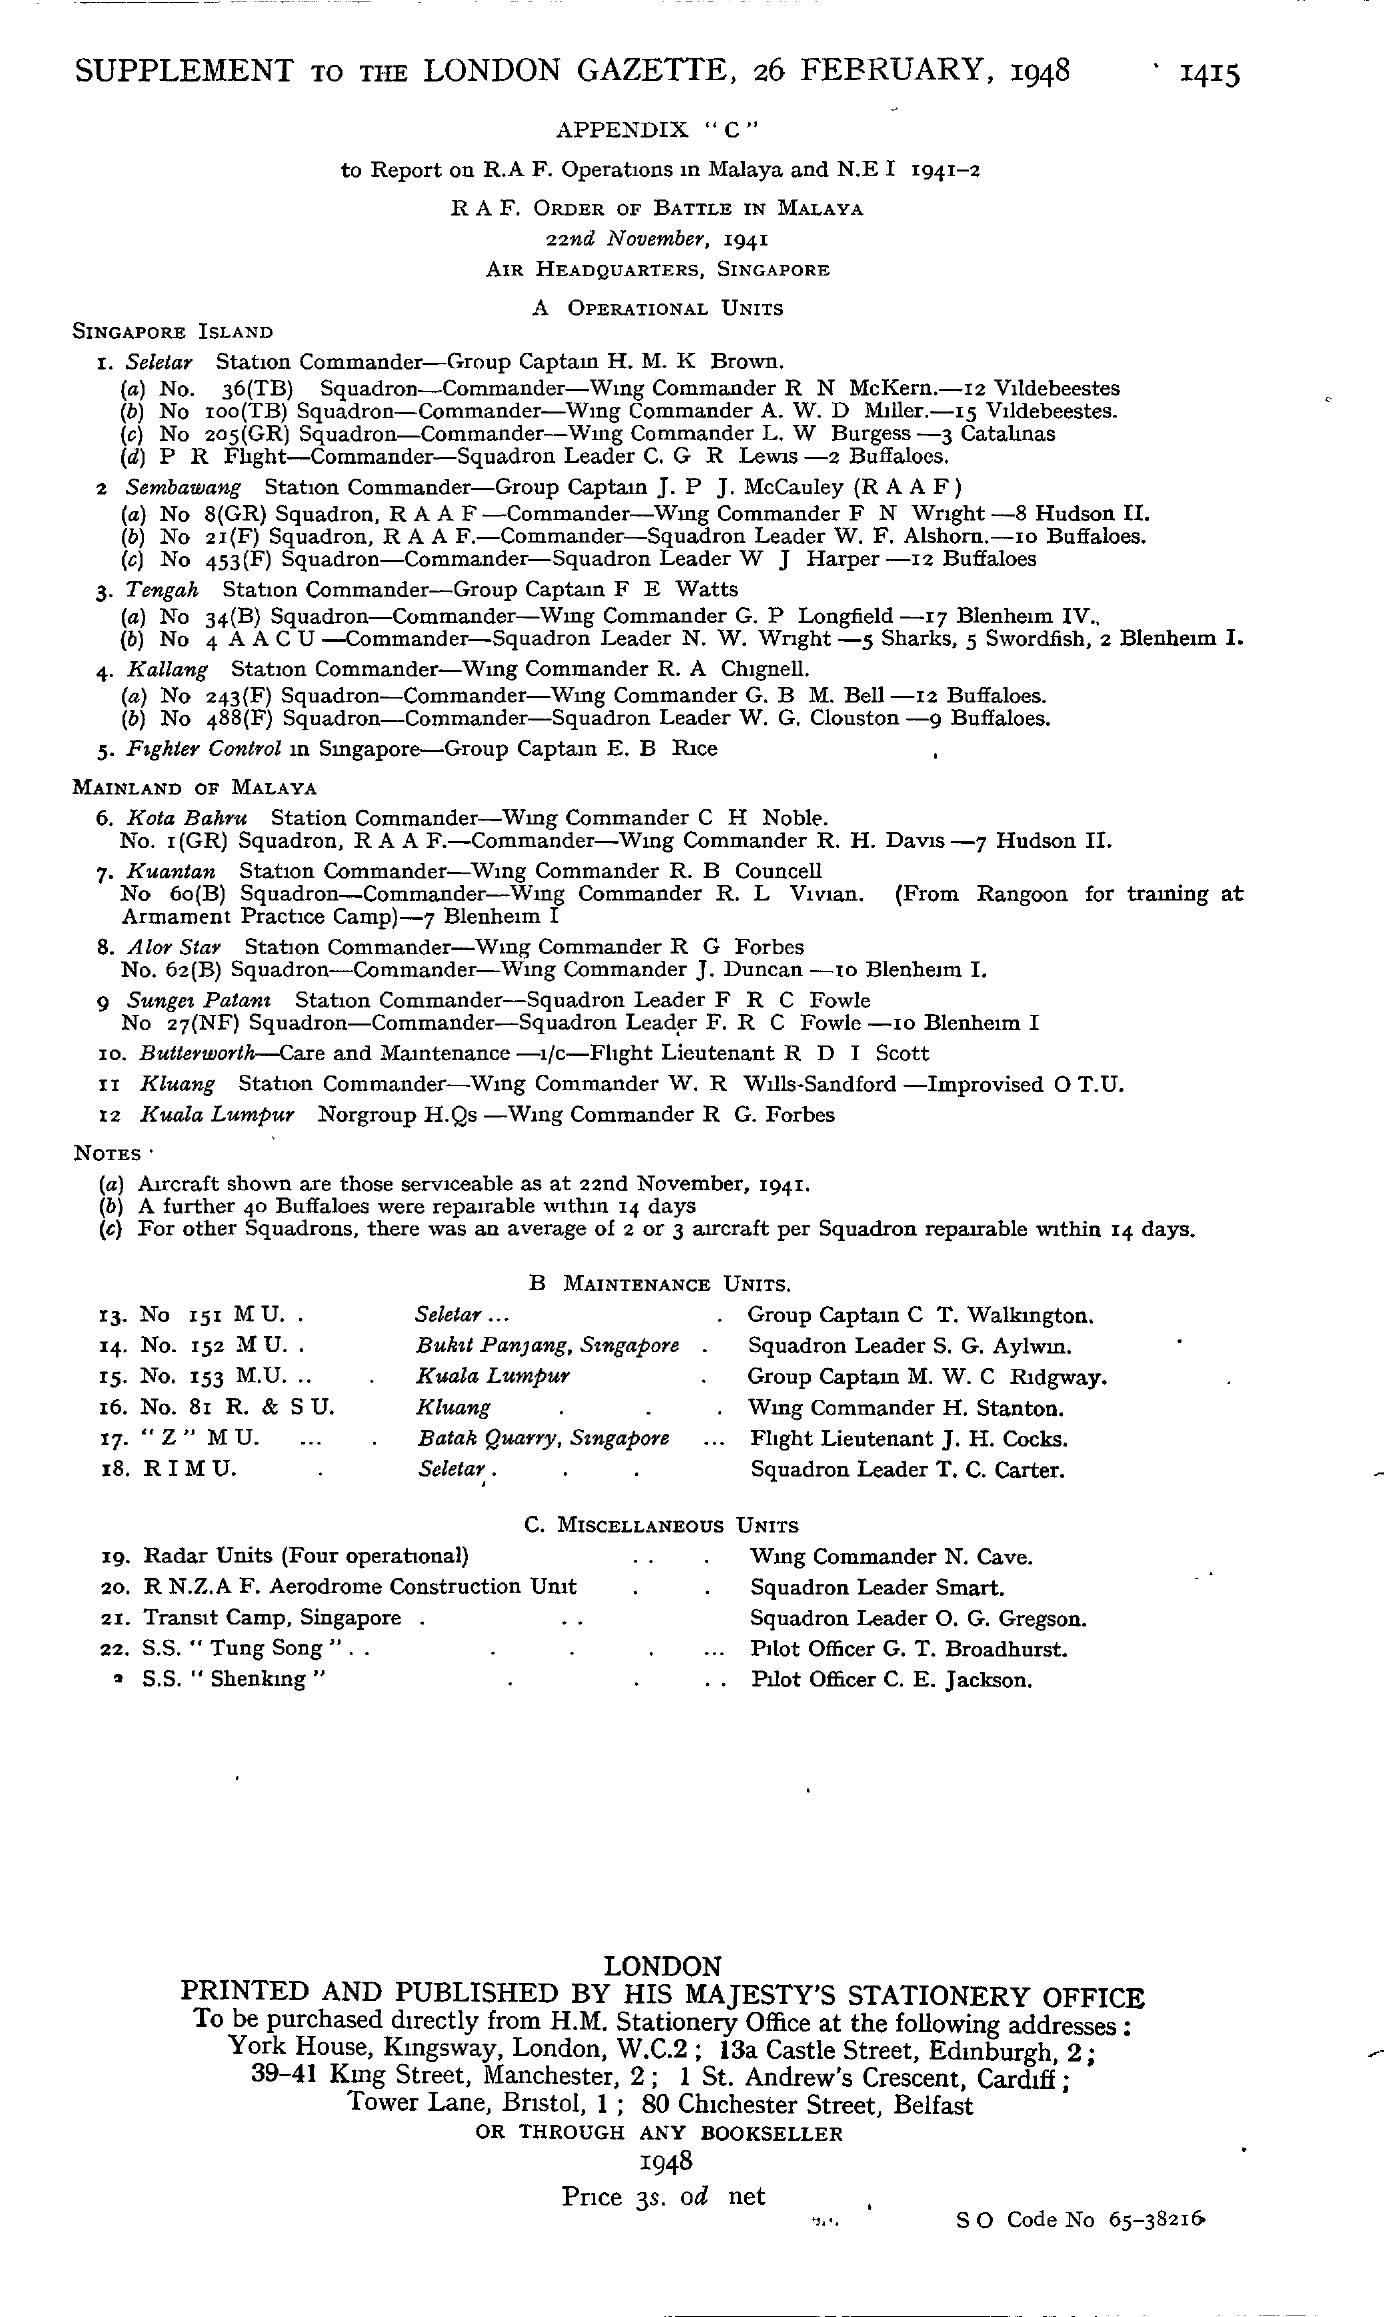 SUPPLEMENT TO THE LONDON GAZETTE, 26 FEBRUARY, 1948 1415
APPENDIX "C"
to Report on R.A F. Operations in Malaya and N.E I 1941–2
R A F. ORDER OF BATTLE IN MALAYA
22nd November, 1941
AIR HEADQUARTERS, SINGAPORE
A OPERATIONAL UNITS
SINGAPORE ISLAND
1. Seletar Station Commander—Group Captain H. M. K Brown.
(a) No. 36(TB) Squadron—Commander—Wing Commander R N McKern.—12 Vildebeestes
(b) No 100(TB) Squadron—Commander—Wing Commander A. W. D Miller.—15 Vildebeestes.
(c) No 205(GR) Squadron—Commander—Wing Commander L. W Burgess—3 Catalinas
(d) P R Flight—Commander—Squadron Leader C. G R Lewis—2 Buffaloes.
2 Sembawang Station Commander—Group Captain J. P J. McCauley (R A A F)
(a) No 8(GR) Squadron, R A A F—Commander—Wing Commander F N Wright—8 Hudson II.
(b) No 21(F) Squadron, R A A F.—Commander—Squadron Leader W. F. Alshorn.—10 Buffaloes.
(c) No 453(F) Squadron—Commander—Squadron Leader W J Harper—12 Buffaloes
3. Tengah Station Commander—Group Captain F E Watts
(a) No 34(B) Squadron—Commander—Wing Commander G. P Longfield—17 Blenheim IV.
(b) No 4 A A C U—Commander—Squadron Leader N. W. Wright—5 Sharks, 5 Swordfish, 2 Blenheim I.
4. Kallang Station Commander—Wing Commander R. A Chignell.
(a) No 243(F) Squadron—Commander—Wing Commander G. B M. Bell—12 Buffaloes.
(b) No 488(F) Squadron—Commander—Squadron Leader W. G. Clouston—9 Buffaloes.
5. Fighter Control in Singapore—Group Captain E. B Rice
MAINLAND OF MALAYA
6. Kota Bahru Station Commander—Wing Commander C H Noble.
No. 1(GR) Squadron, R A A F.—Commander—Wing Commander R. H. Davis—7 Hudson II.
7. Kuantan Station Commander—Wing Commander R. B Councell
No 60(B) Squadron—Commander—Wing Commander R. L Vivian. (From Rangoon for training at
Armament Practice Camp)—7 Blenheim I
8. Alor Star Station Commander—Wing Commander R G Forbes
No. 62(B) Squadron—Commander—Wing Commander J. Duncan—10 Blenheim I.
9 Sungei Patani Station Commander—Squadron Leader F R C Fowle
No 27(NF) Squadron—Commander—Squadron Leader F. R C Fowle—10 Blenheim I
10. Butterworth—Care and Maintenance—i/c—Flight Lieutenant R D I Scott
11 Kluang Station Commander—Wing Commander W. R Wills-Sandford—Improvised O T.U.
12 Kuala Lumpur Norgroup H.Qs—Wing Commander R G. Forbes
NOTES
(a) Aircraft shown are those serviceable as at 22nd November, 1941.
(b) A further 40 Buffaloes were repairable within 14 days
(c) For other Squadrons, there was an average of 2 or 3 aircraft per Squadron repairable within 14 days.
B MAINTENANCE UNITS.
13. No 151 M U. . Seletar ... . Group Captain C T. Walkington.
14. No. 152 M U. . Bukit Panjang, Singapore . Squadron Leader S. G. Aylwin.
15. No. 153 M.U. .. . Kuala Lumpur . Group Captain M. W. C Ridgway.
16. No. 81 R. & S U. Kluang . . . Wing Commander H. Stanton.
17. "Z" M U. ... . Batak Quarry, Singapore ... Flight Lieutenant J. H. Cocks.
18. R I M U. . Seletar . . . Squadron Leader T. C. Carter.
C. MISCELLANEOUS UNITS
19. Radar Units (Four operational) . . . Wing Commander N. Cave.
20. R N.Z.A F. Aerodrome Construction Unit . . Squadron Leader Smart.
21. Transit Camp, Singapore . . . Squadron Leader O. G. Gregson.
22. S.S. "Tung Song" . . . . . ... Pilot Officer G. T. Broadhurst.
S.S. "Shenking" . . . . Pilot Officer C. E. Jackson.
LONDON
PRINTED AND PUBLISHED BY HIS MAJESTY'S STATIONERY OFFICE
To be purchased directly from H.M. Stationery Office at the following addresses:
York House, Kingsway, London, W.C.2; 13a Castle Street, Edinburgh, 2;
39–41 King Street, Manchester, 2; 1 St. Andrew's Crescent, Cardiff;
Tower Lane, Bristol, 1; 80 Chichester Street, Belfast
OR THROUGH ANY BOOKSELLER
1948
Price 3s. 0d net
S O Code No 65–38216